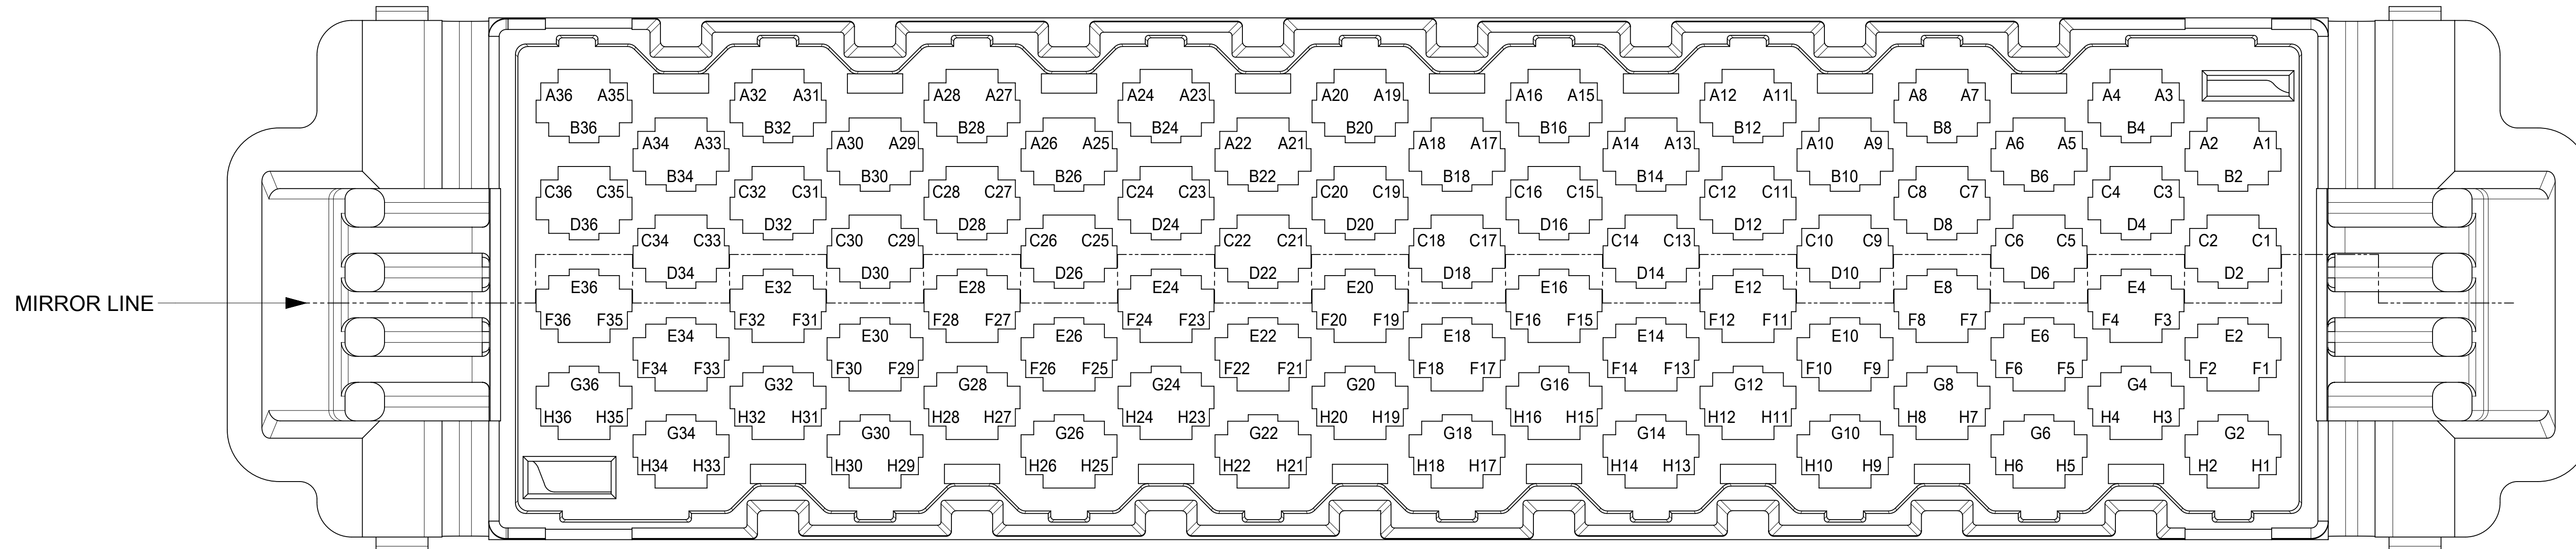 A36 A35 A32 A31 A28 A27 A24 A23 A20 A19 A16 A15 A12 A11 A8 A7 A4 A3
B36 B32 B28 B24 B20 B16 B12 B8 B4
A34 A33 A30 A29 A26 A25 A22 A21 A18 A17 A14 A13 A10 A9 A6 A5 A2 A1
B34 B30 B26 B22 B18 B14 B10 B6 B2
C36 C35 C32 C31 C28 C27 C24 C23 C20 C19 C16 C15 C12 C11 C8 C7 C4 C3
D36 D32 D28 D24 D20 D16 D12 D8 D4
C34 C33 C30 C29 C26 C25 C22 C21 C18 C17 C14 C13 C10 C9 C6 C5 C2 C1
D34 D30 D26 D22 D18 D14 D10 D6 D2
E36 E32 E28 E24 E20 E16 E12 E8 E4
MIRROR LINE
F36 F35 F32 F31 F28 F27 F24 F23 F20 F19 F16 F15 F12 F11 F8 F7 F4 F3
E34 E30 E26 E22 E18 E14 E10 E6 E2
F34 F33 F30 F29 F26 F25 F22 F21 F18 F17 F14 F13 F10 F9 F6 F5 F2 F1
G36 G32 G28 G24 G20 G16 G12 G8 G4
H36 H35 H32 H31 H28 H27 H24 H23 H20 H19 H16 H15 H12 H11 H8 H7 H4 H3
G34 G30 G26 G22 G18 G14 G10 G6 G2
H34 H33 H30 H29 H26 H25 H22 H21 H18 H17 H14 H13 H10 H9 H6 H5 H2 H1